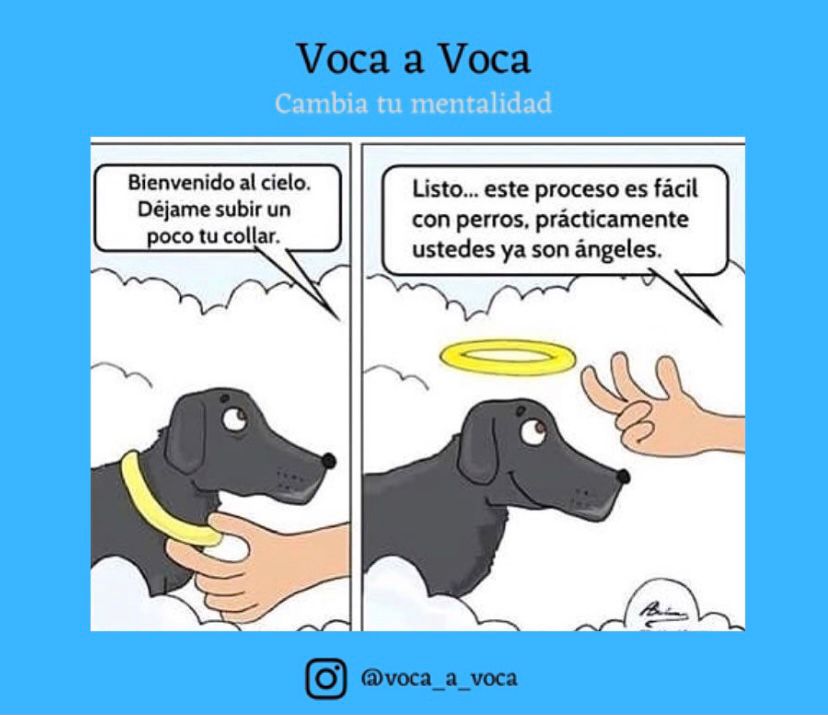 Voca a Voca
Cambia tu mentalidad
Bienvenido al cielo.
Déjame subir un
poco tu collar.
Listo... este proceso es fácil
con perros, prácticamente
ustedes ya son ángeles.
@voca_a_voca